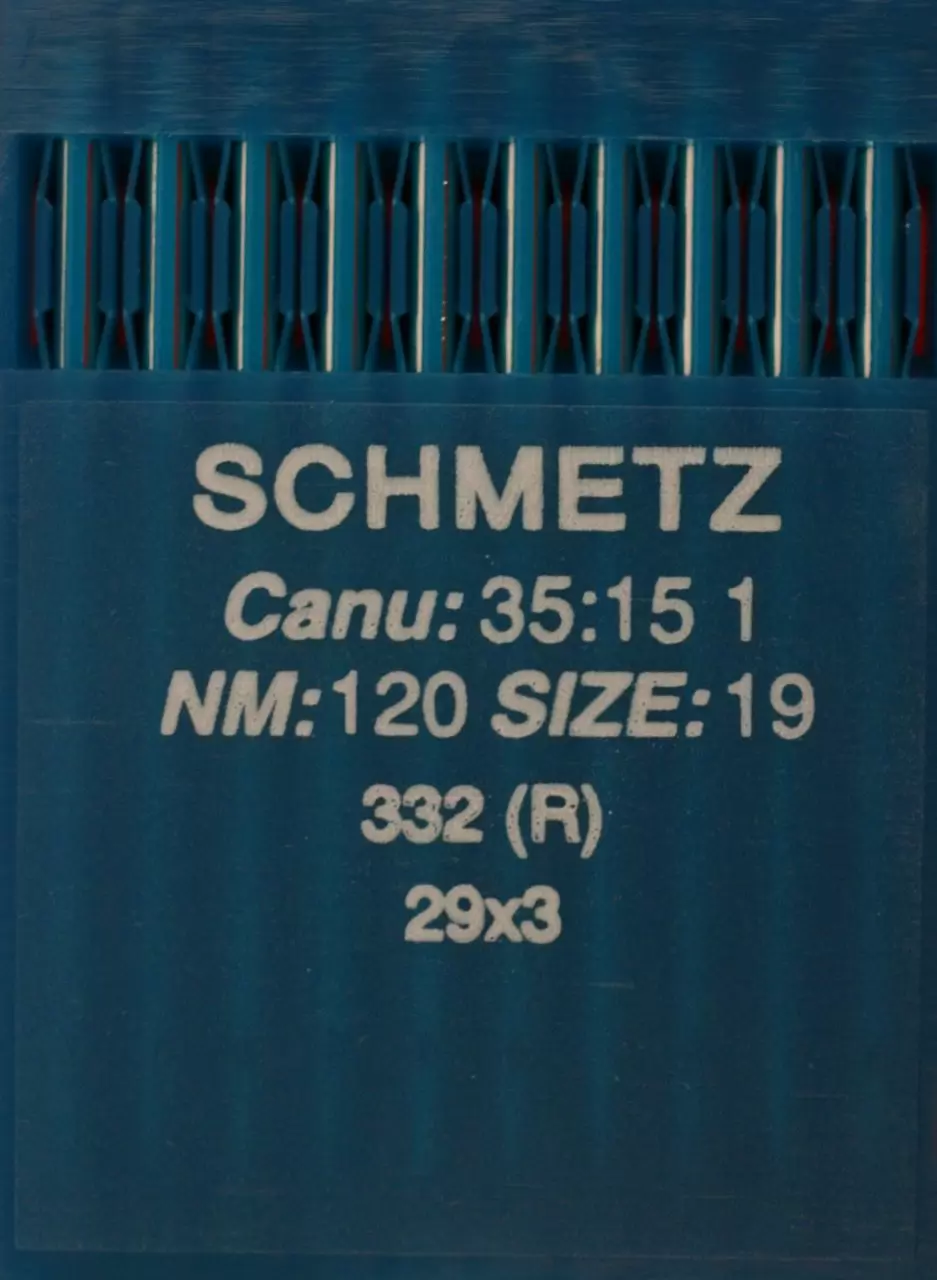 SCHMETZ
Canu: 35:15 1
NM:120 SIZE:19
332 (R)
29x3